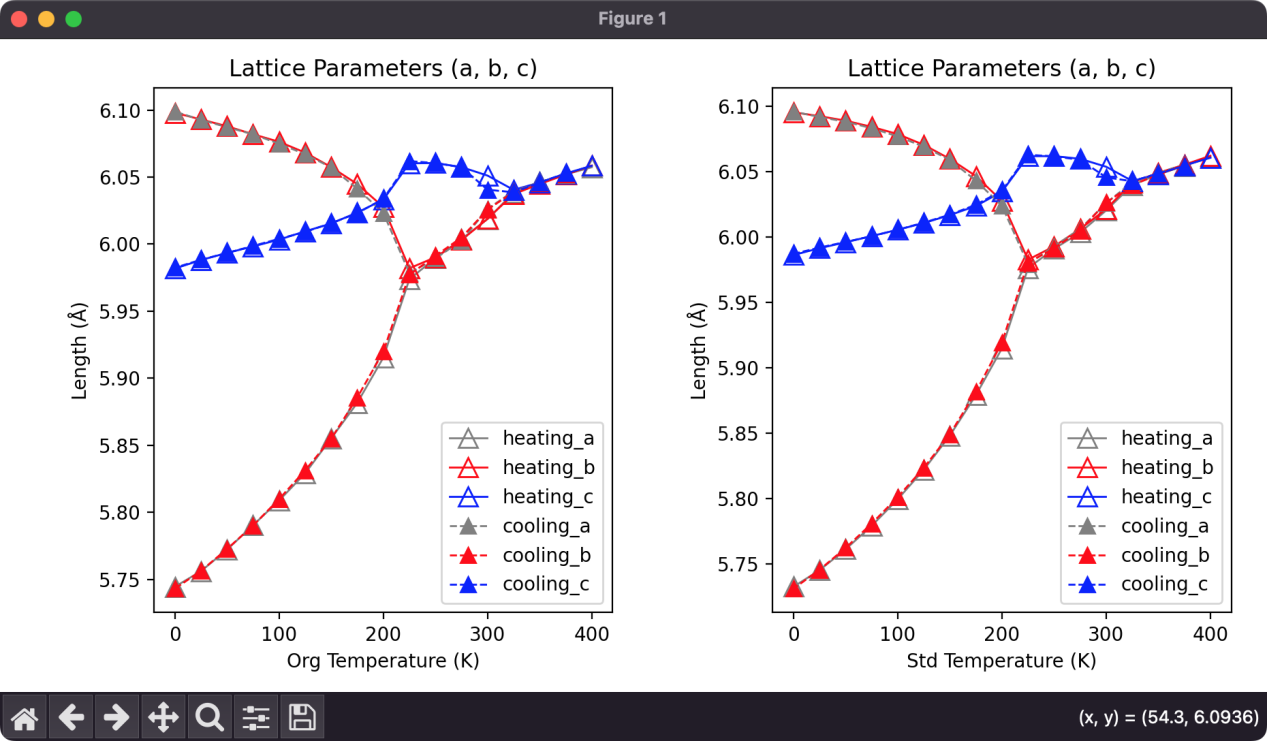 Figure 1
Lattice Parameters (a, b, c)
6.10
6.05
6.00
5.95
5.90
5.85
5.80
5.75
Length (Å)
heating_a
heating_b
heating_c
cooling_a
cooling_b
cooling_c
0 100 200 300 400
Org Temperature (K)
Lattice Parameters (a, b, c)
6.10
6.05
6.00
5.95
5.90
5.85
5.80
5.75
Length (Å)
heating_a
heating_b
heating_c
cooling_a
cooling_b
cooling_c
0 100 200 300 400
Std Temperature (K)
(x, y) = (54.3, 6.0936)